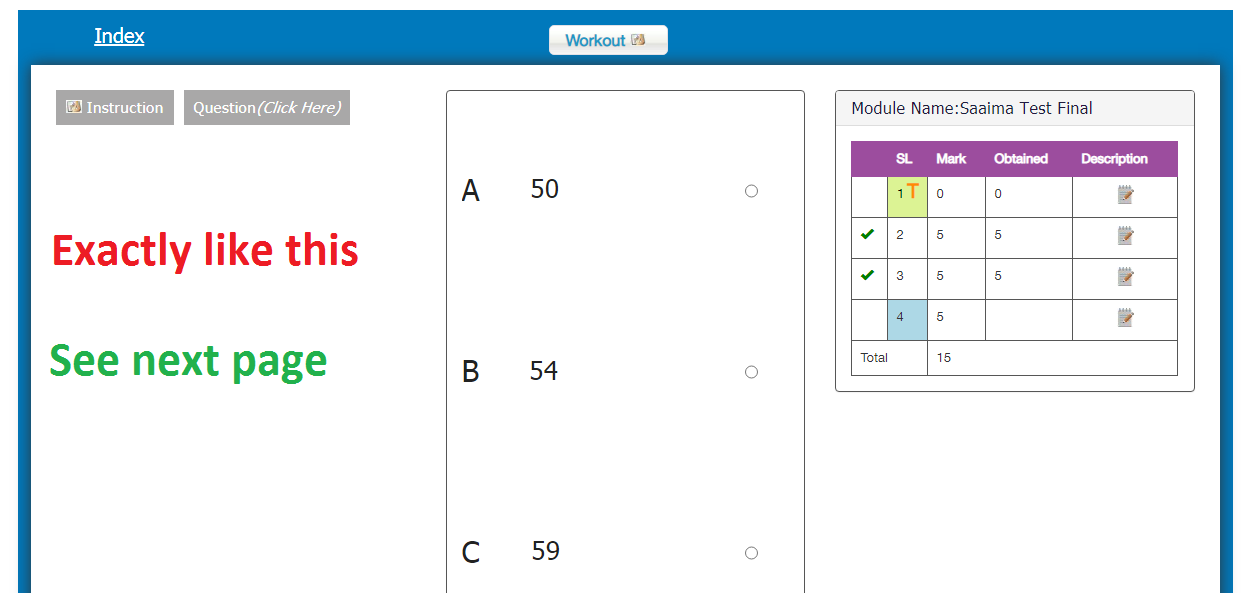 Index
Workout
Instruction
Question(Click Here)
Exactly like this
See next page
A 50
B 54
C 59
Module Name:Saaima Test Final
SL Mark Obtained Description
1 T 0 0
2 5 5
3 5 5
4 5
Total 15